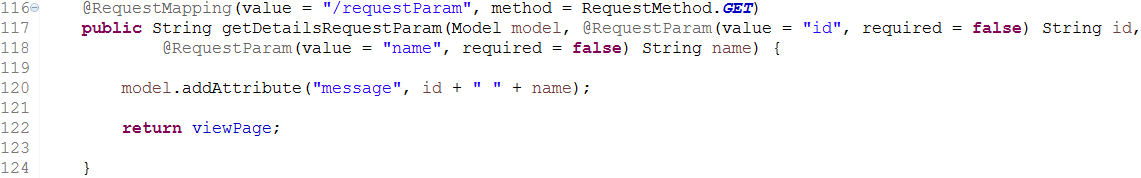 116 @RequestMapping(value = "/requestParam", method = RequestMethod.GET)
117 public String getDetailsRequestParam(Model model, @RequestParam(value = "id", required = false) String id,
118 @RequestParam(value = "name", required = false) String name) {
119
120 model.addAttribute("message", id + " " + name);
121
122 return viewPage;
123
124 }